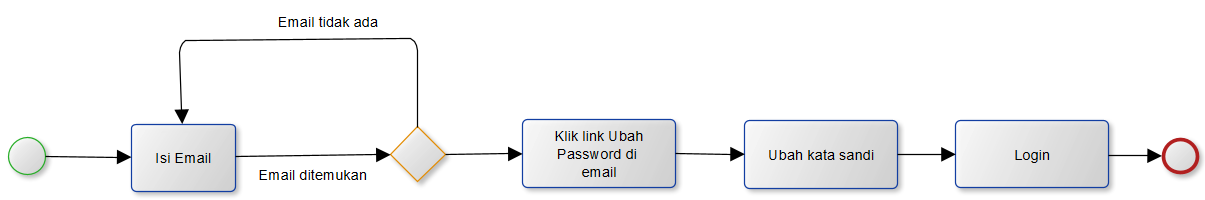 Email tidak ada
Isi Email
Email ditemukan
Klik link Ubah
Password di
email
Ubah kata sandi
Login